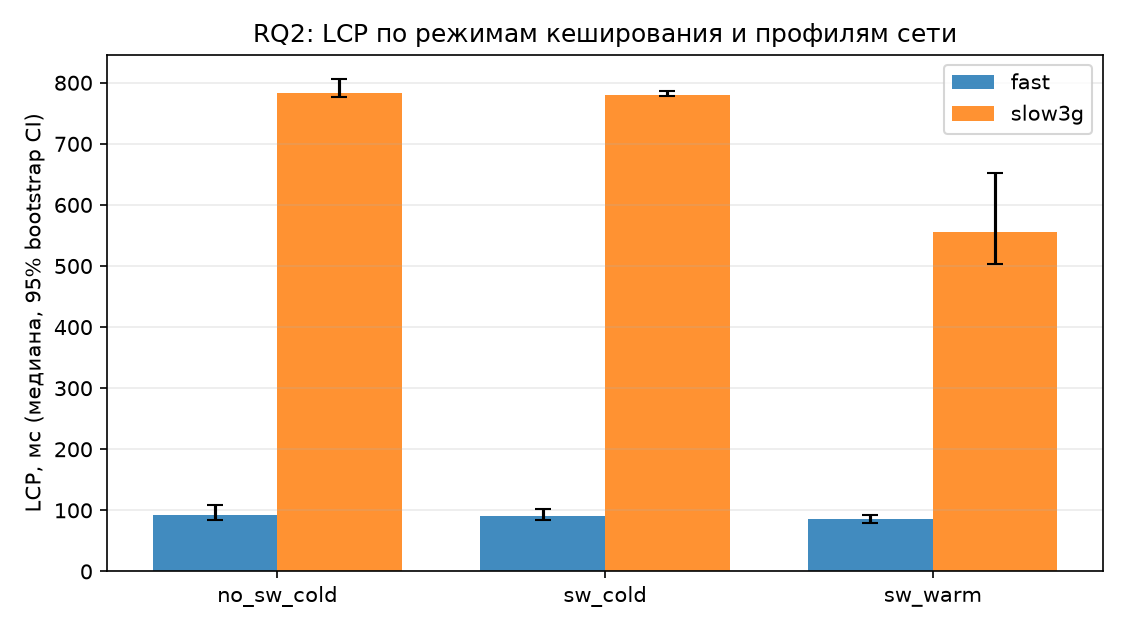 RQ2: LCP по режимам кеширования и профилям сети
LCP, мс (медиана, 95% bootstrap CI)
800
700
600
500
400
300
200
100
0
fast
slow3g
no_sw_cold
sw_cold
sw_warm